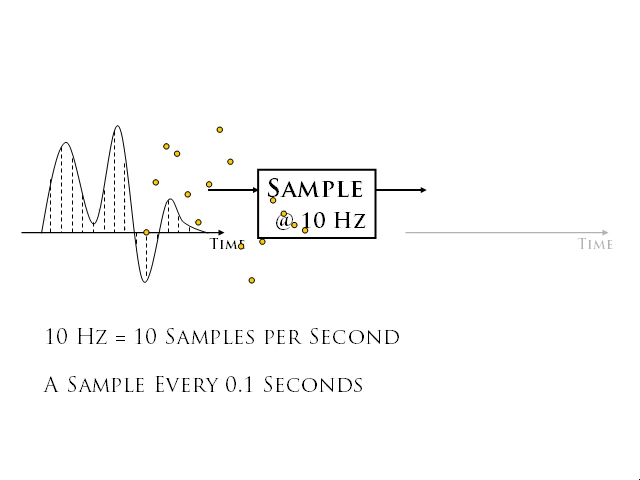 Sample
@ 10 Hz
Time
Time
10 Hz = 10 Samples per Second
A Sample Every 0.1 Seconds